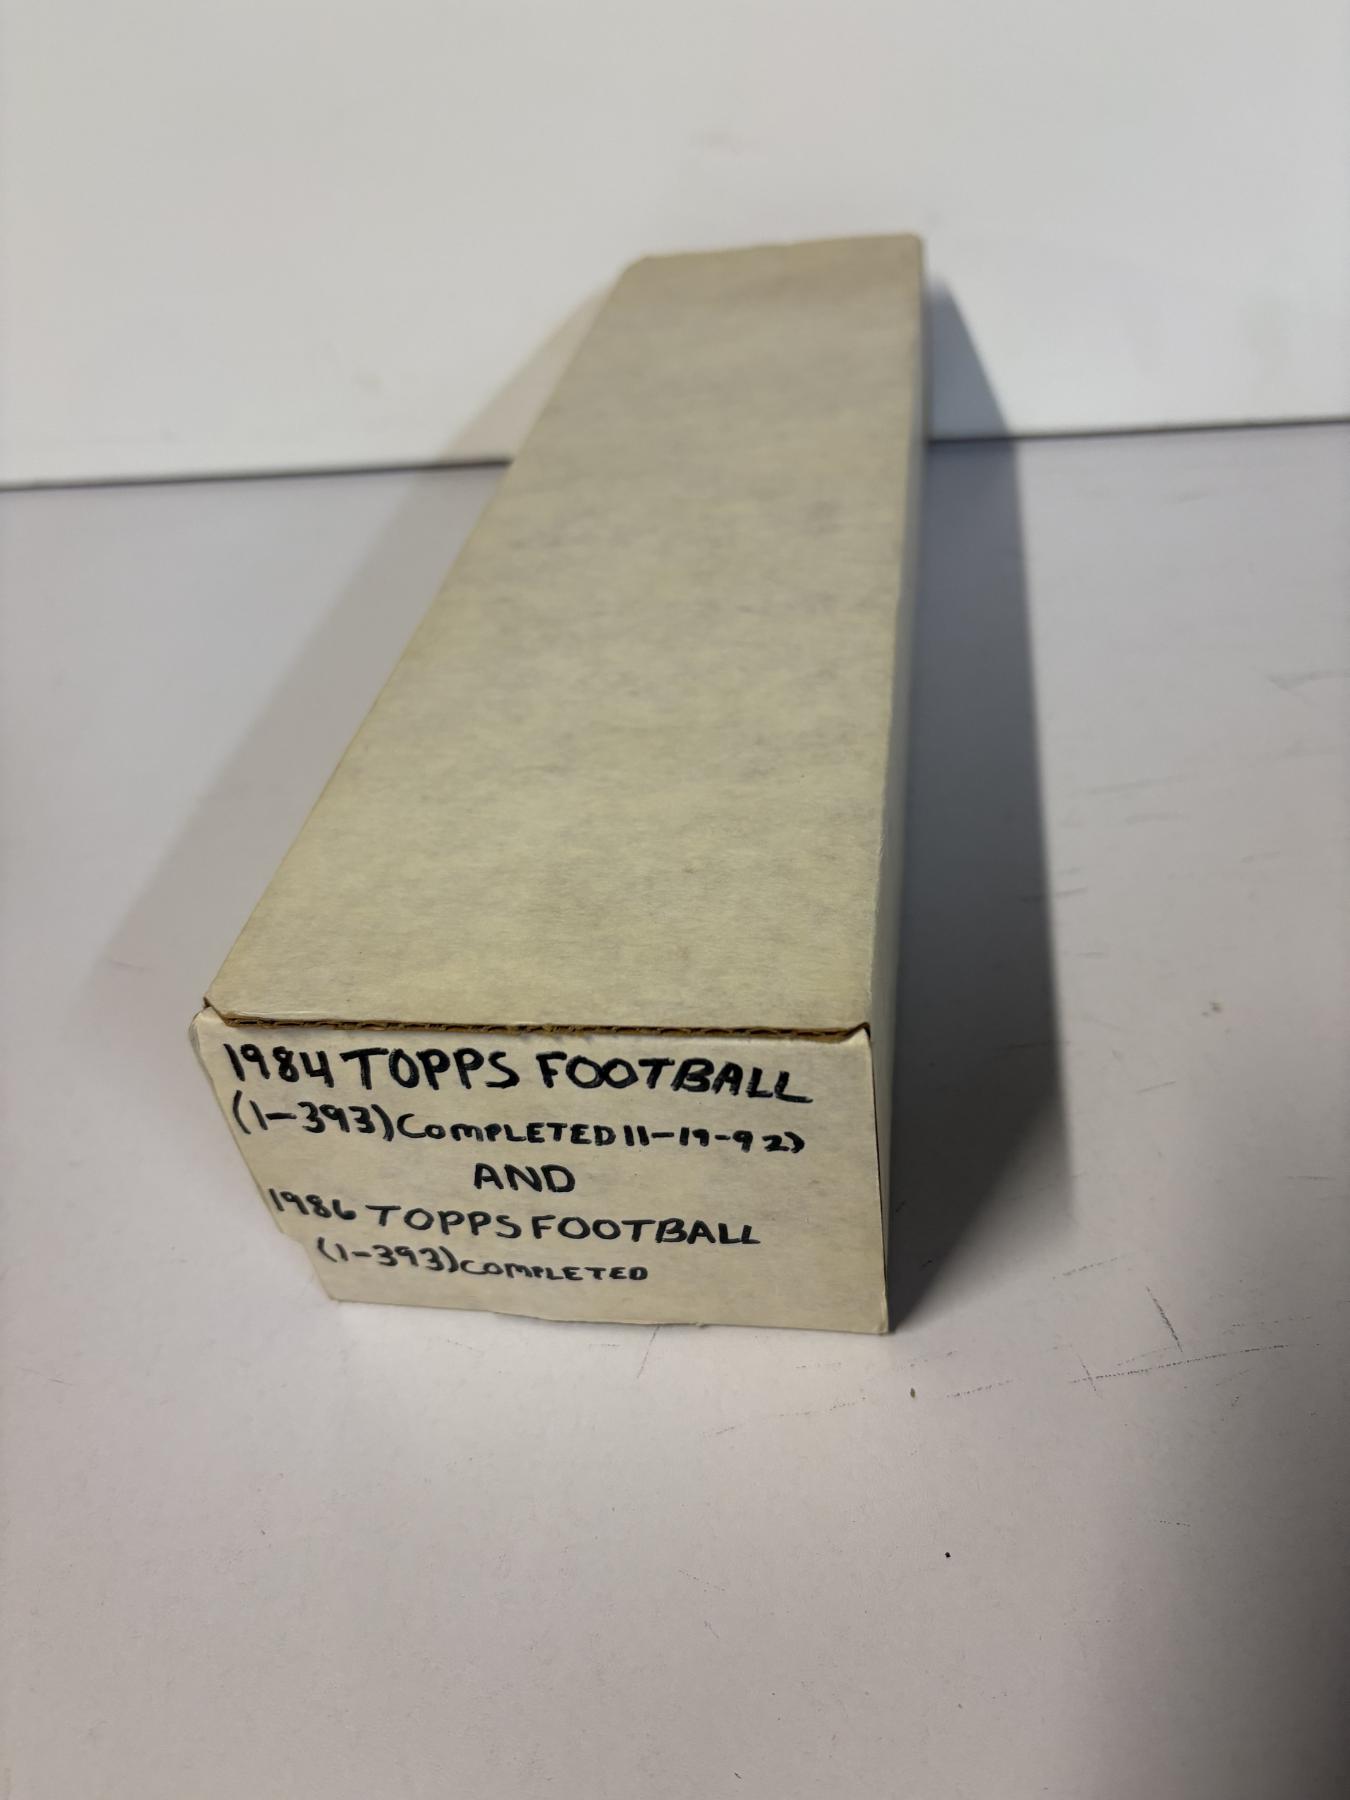 1984 TOPPS FOOTBALL
(1-393) COMPLETED 11-19-92)
AND
1986 TOPPS FOOTBALL
(1-393) COMPLETED